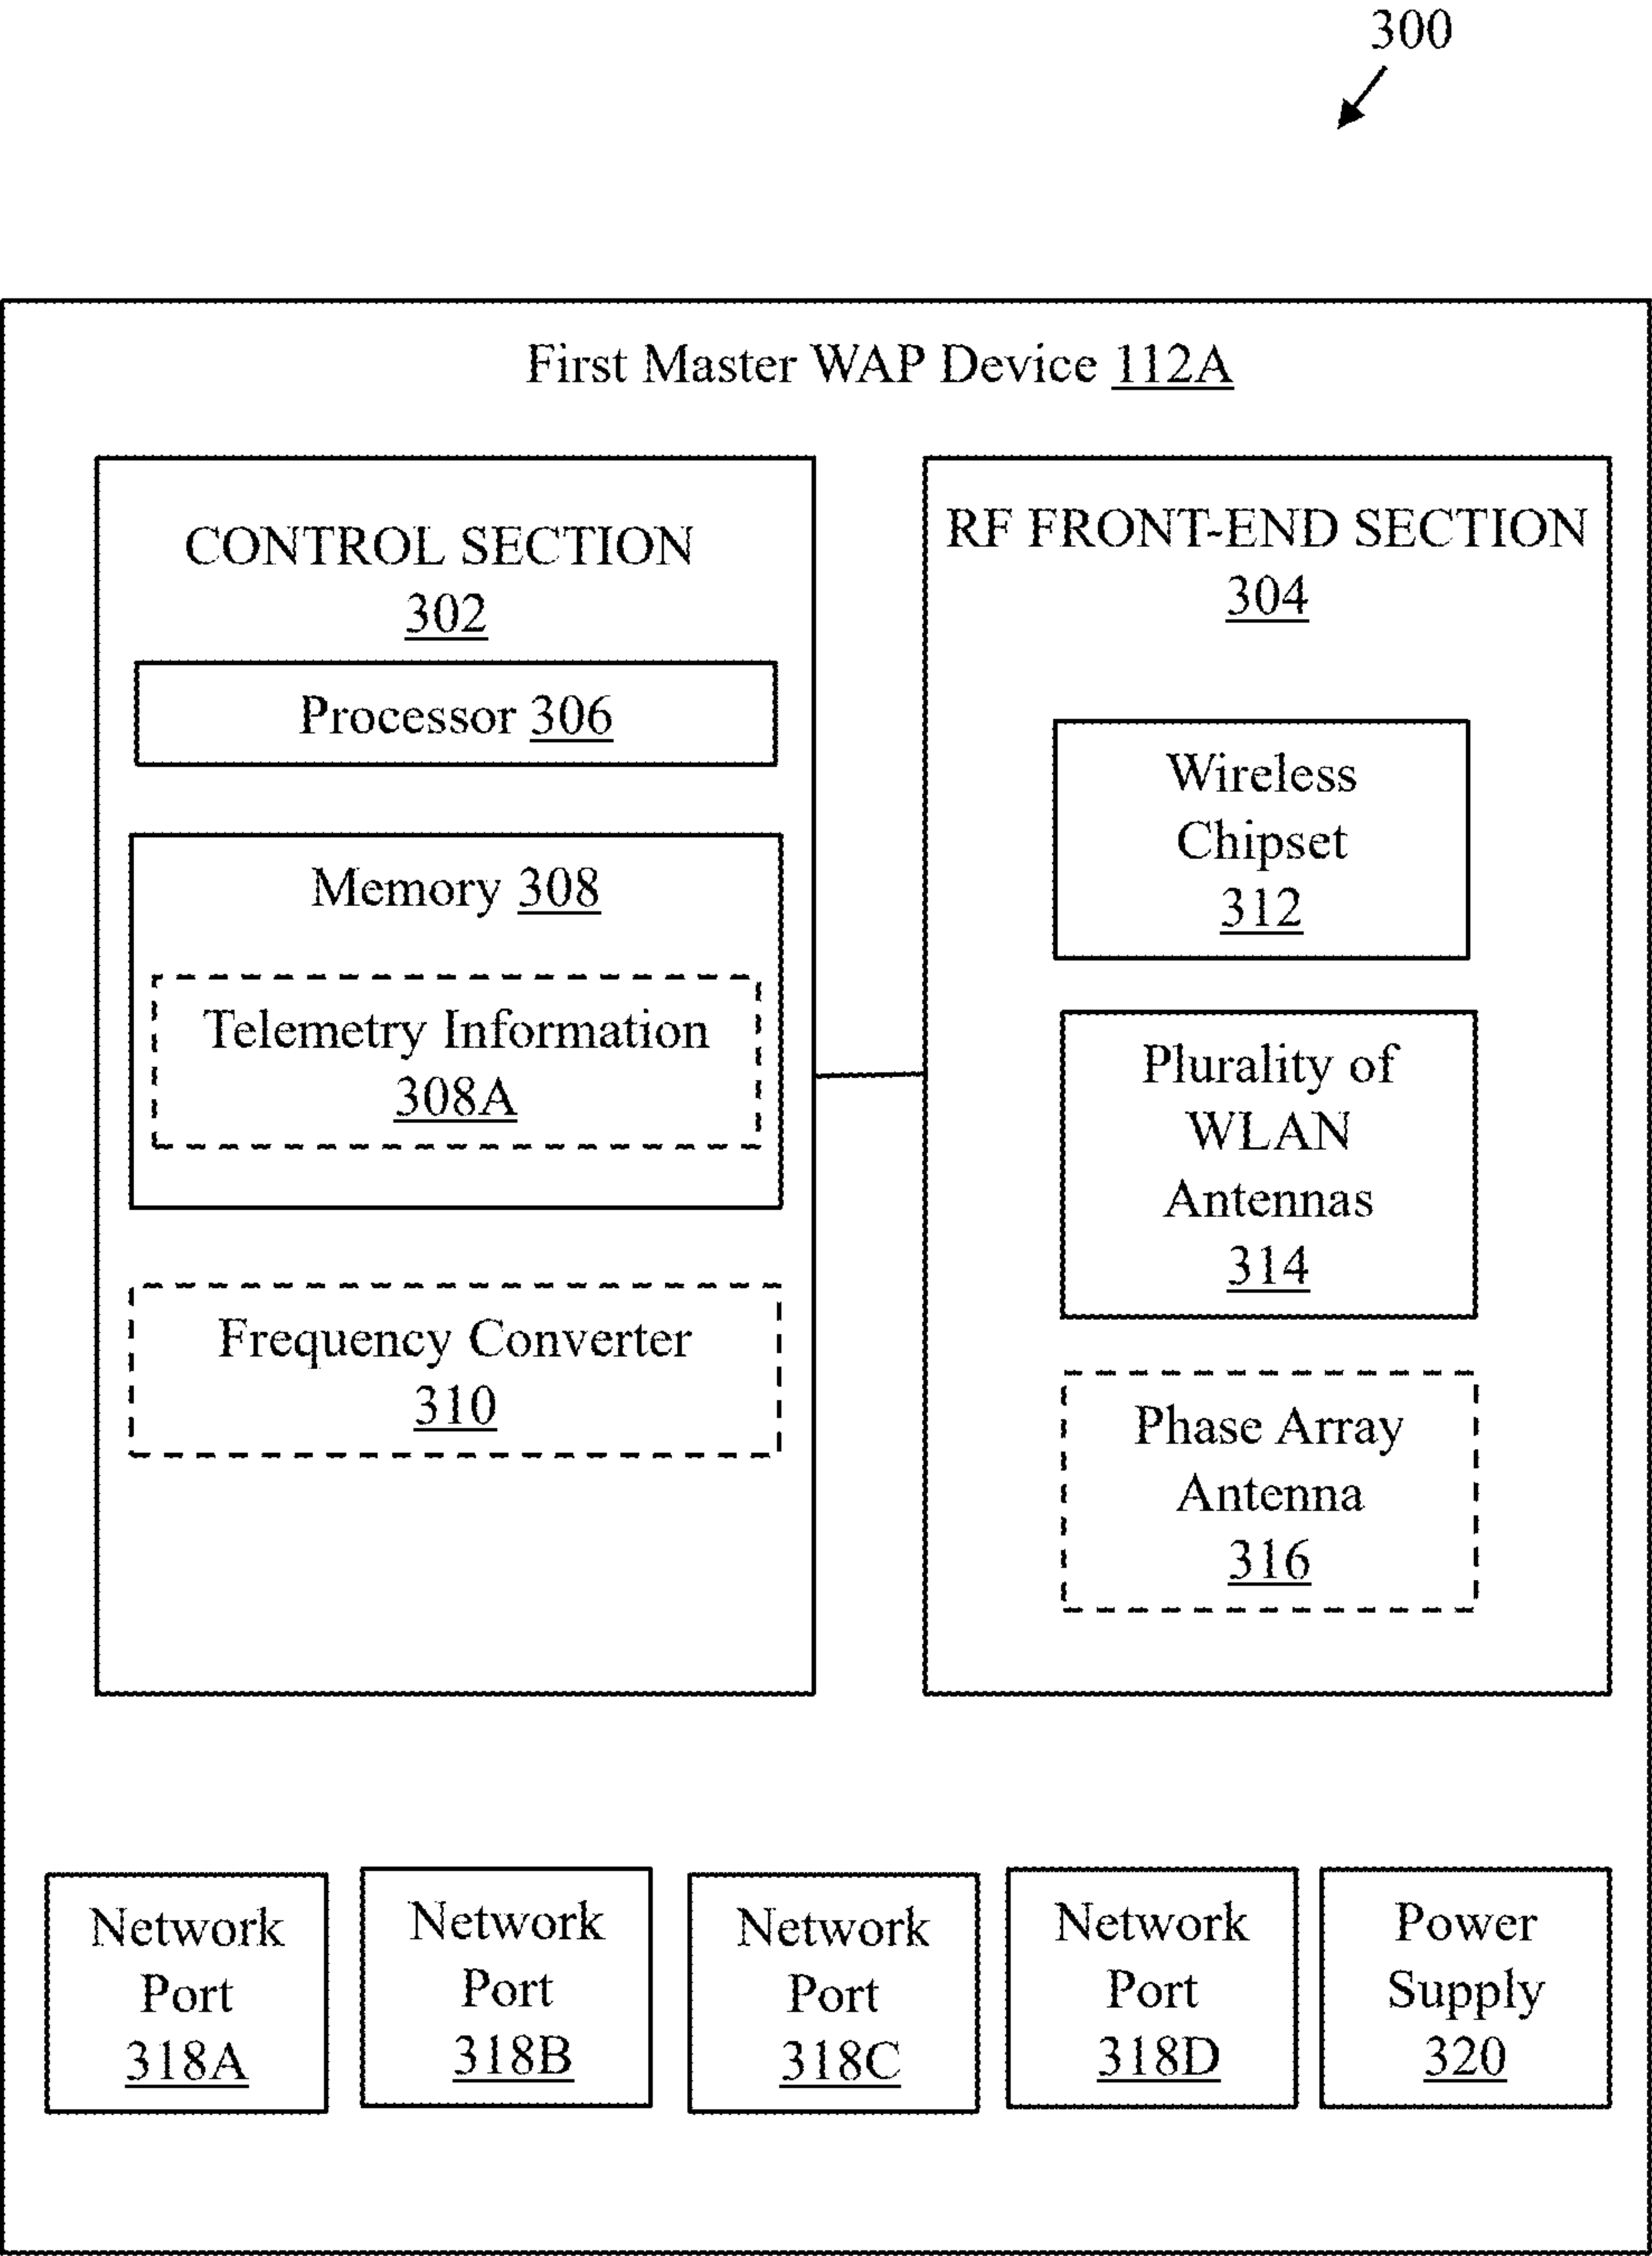 300
First Master WAP Device 112A
CONTROL SECTION
302
Processor 306
Memory 308
Telemetry Information
308A
Frequency Converter
310
RF FRONT-END SECTION
304
Wireless
Chipset
312
Plurality of
WLAN
Antennas
314
Phase Array
Antenna
316
Network
Port
318A
Network
Port
318B
Network
Port
318C
Network
Port
318D
Power
Supply
320